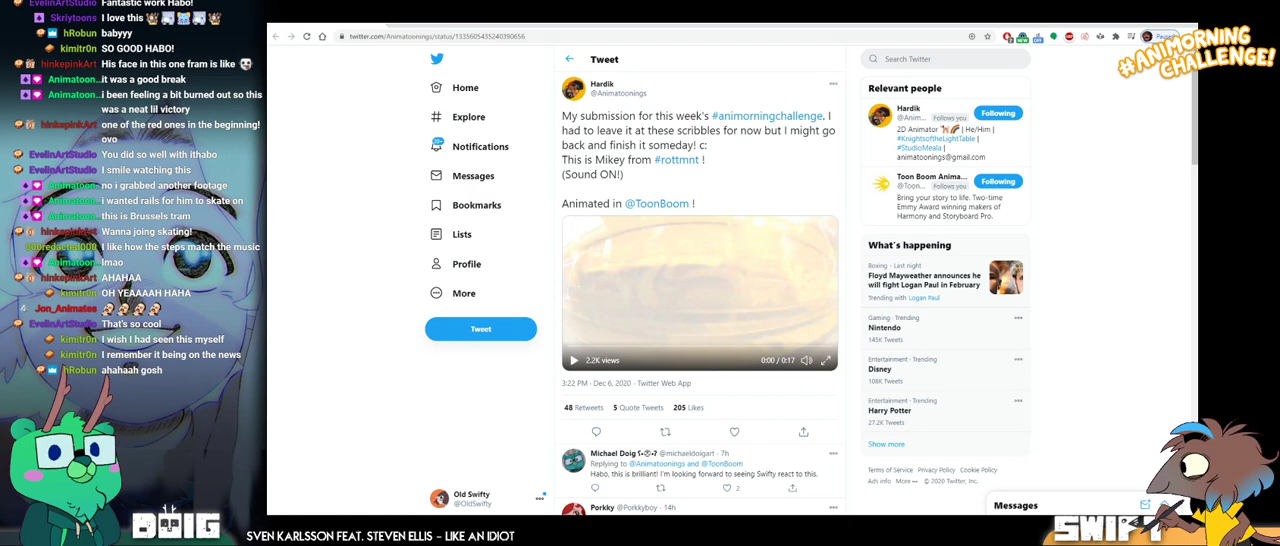 EvelinArtStudio Fantastic work Habo!
Skriytoons I love this
hRobun babyyy
kimitr0n SO GOOD HABO!
hinkepinkArt His face in this one fram is like
Animatoon.. it was a good break
Animatoon.. i been feeling a bit burned out so this
was a neat lil victory
hinkepinkArt one of the red ones in the beginning!
ovo
EvelinArtStudio You did so well with ithabo
EvelinArtStudio I smile watching this
Animatoon.. no i grabbed another footage
Animatoon.. i wanted rails for him to skate on
Animatoon.. this is Brussels tram
hinkepinkArt Wanna joing skating!
000redacted000 I like how the steps match the music
Animatoon.. lmao
hinkepinkArt AHAHAA
kimitr0n OH YEAAAAH HAHA
Jon_Animates
EvelinArtStudio That's so cool
kimitr0n I wish I had seen this myself
kimitr0n I remember it being on the news
hRobun ahahaah gosh
DOIG
twitter.com/Animatoonings/status/1335605435240390656
Paused
Home
Explore
20+
Notifications
Messages
Bookmarks
Lists
Profile
More
Tweet
Old Swifty
@OldSwifty
Tweet
Hardik
@Animatoonings
My submission for this week's #animorningchallenge. I
had to leave it at these scribbles for now but I might go
back and finish it someday! c:
This is Mikey from #rottmnt !
(Sound ON!)
Animated in @ToonBoom !
2.2K views
0:00 / 0:17
3:22 PM · Dec 6, 2020 · Twitter Web App
48 Retweets 5 Quote Tweets 205 Likes
Michael Doig @michaeldoigart · 7h
Replying to @Animatoonings and @ToonBoom
Habo, this is brilliant! I'm looking forward to seeing Swifty react to this.
2
Porkky @Porkkyboy · 14h
Search Twitter
Relevant people
Hardik
@Anim... Follows you
Following
2D Animator | He/Him |
#KnightsoftheLightTable |
#StudioMeala |
animatoonings@gmail.com
Toon Boom Anima...
@Toon... Follows you
Following
Bring your story to life. Two-time
Emmy Award winning makers of
Harmony and Storyboard Pro.
What's happening
Boxing · Last night
Floyd Mayweather announces he
will fight Logan Paul in February
Trending with Logan Paul
Gaming · Trending
Nintendo
145K Tweets
Entertainment · Trending
Disney
108K Tweets
Entertainment · Trending
Harry Potter
27.2K Tweets
Show more
Terms of Service Privacy Policy Cookie Policy
Ads info More © 2020 Twitter, Inc.
Messages
#ANIMORNING
CHALLENGE!
SWIFT
SVEN KARLSSON FEAT. STEVEN ELLIS - LIKE AN IDIOT